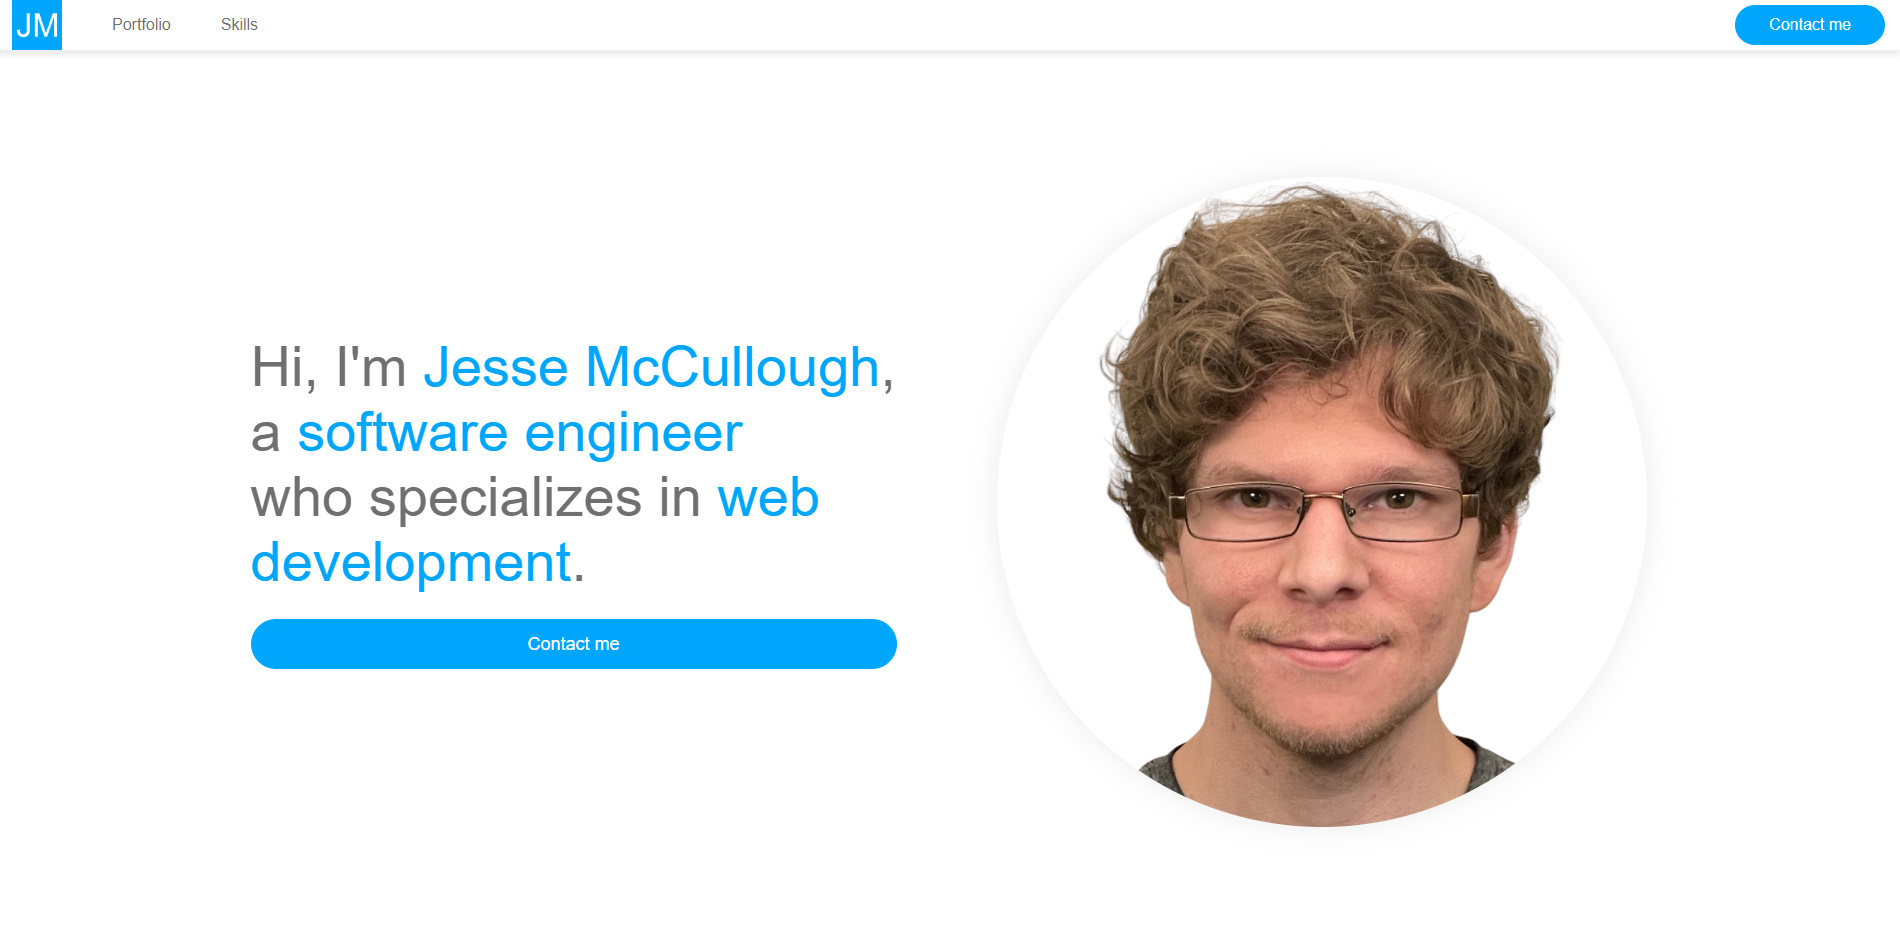 JM
Portfolio
Skills
Contact me
Hi, I'm Jesse McCullough,
a software engineer
who specializes in web
development.
Contact me